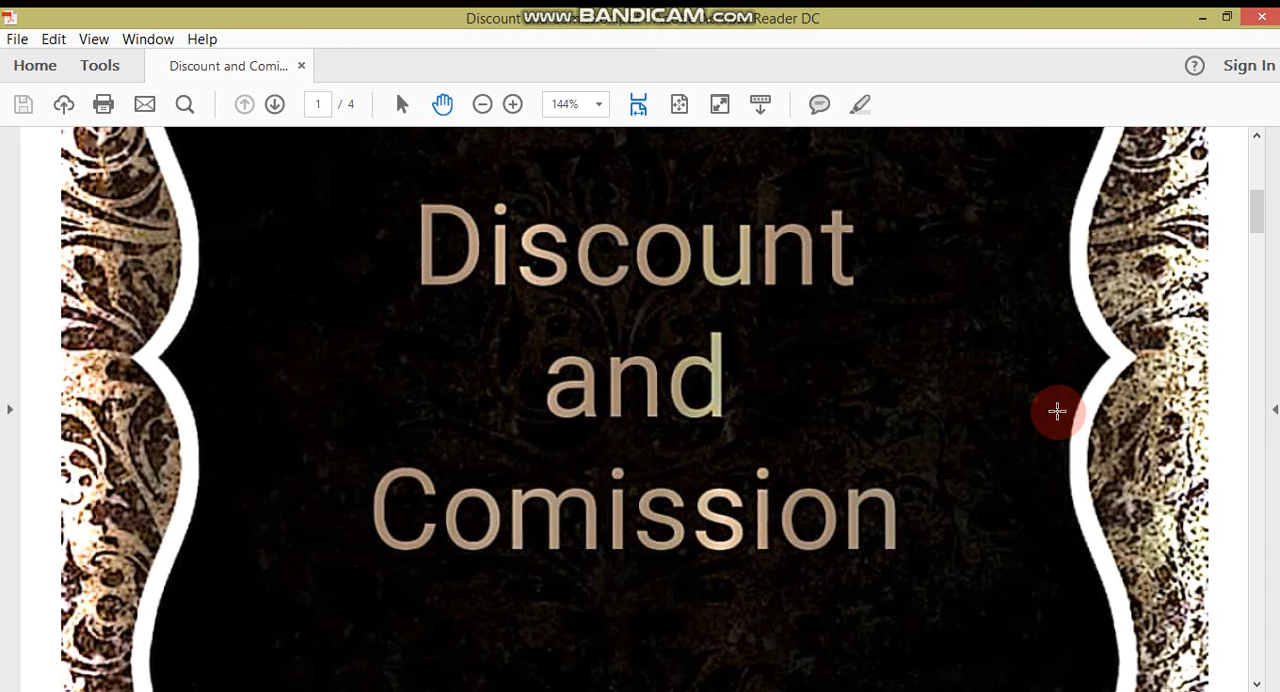 Discount www.BANDICAM.com Reader DC
File Edit View Window Help
Home Tools Discount and Comi... × Sign In
1 / 4 144%
Discount
and
Comission